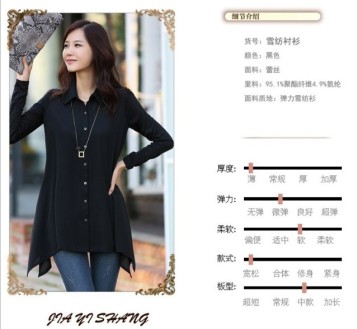 细节介绍
货号：雪纺衬衫
颜色：黑色
面料：蕾丝
里料：95.1%聚酯纤维4.9%氨纶
面料质地：弹力雪纺衫
厚度：
薄 常规 厚 加厚
弹力：
无弹 微弹 良好 超弹
柔软：
偏硬 适中 软 柔软
款式：
宽松 合体 修身 紧身
板型：
超短 常规 中款 加长
JIA YI SHANG